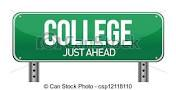 COLLEGE
JUST AHEAD
© Can Stock Photo - csp12118110